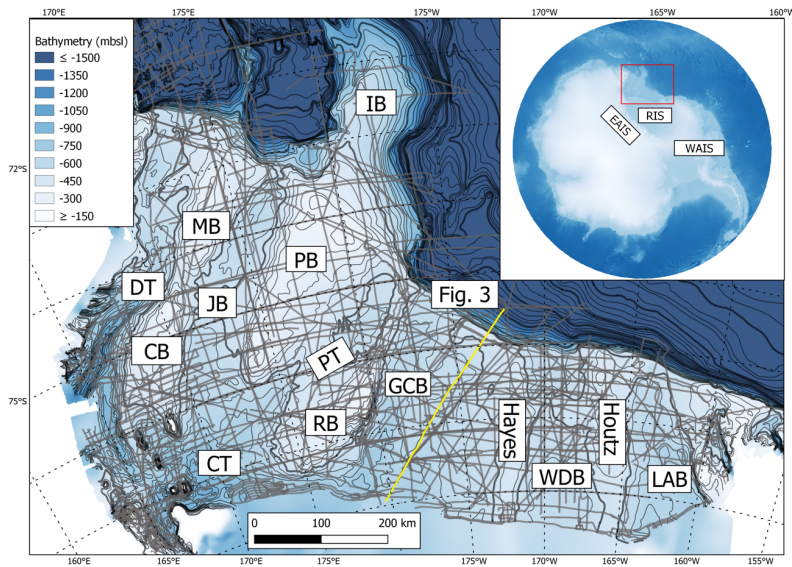 170°E
175°E
175°W
170°W
165°W
160°W
Bathymetry (mbsl)
≤ -1500
-1350
-1200
-1050
-900
-750
-600
-450
-300
≥ -150
IB
RIS
EAIS
WAIS
72°S
MB
PB
DT
JB
Fig. 3
CB
PT
GCB
75°S
RB
Hayes
Houtz
CT
WDB
LAB
0 100 200 km
160°E
165°E
170°E
175°E
180°
175°W
170°W
165°W